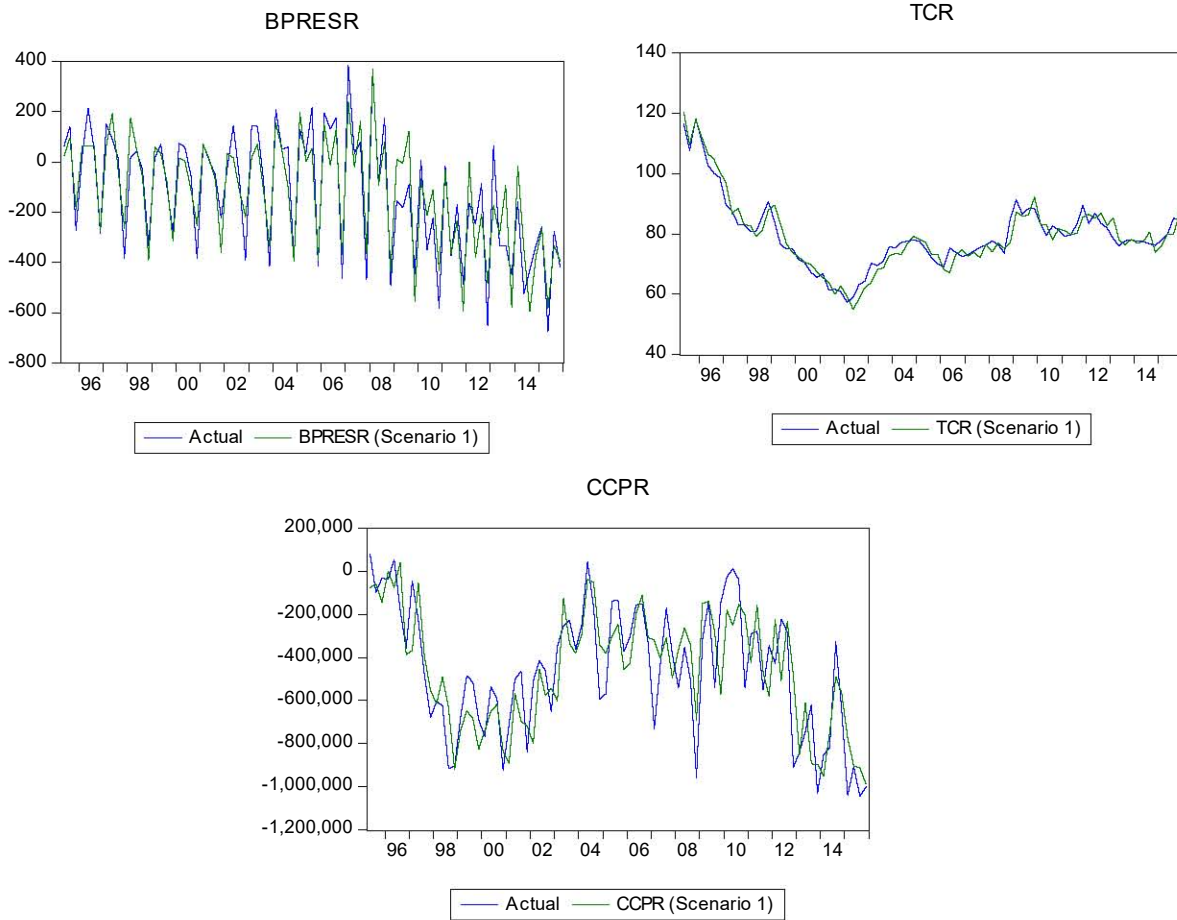 BPRESR
400
200
0
-200
-400
-600
-800
96 98 00 02 04 06 08 10 12 14
Actual BPRESR (Scenario 1)
TCR
140
120
100
80
60
40
96 98 00 02 04 06 08 10 12 14
Actual TCR (Scenario 1)
CCPR
200,000
0
-200,000
-400,000
-600,000
-800,000
-1,000,000
-1,200,000
96 98 00 02 04 06 08 10 12 14
Actual CCPR (Scenario 1)